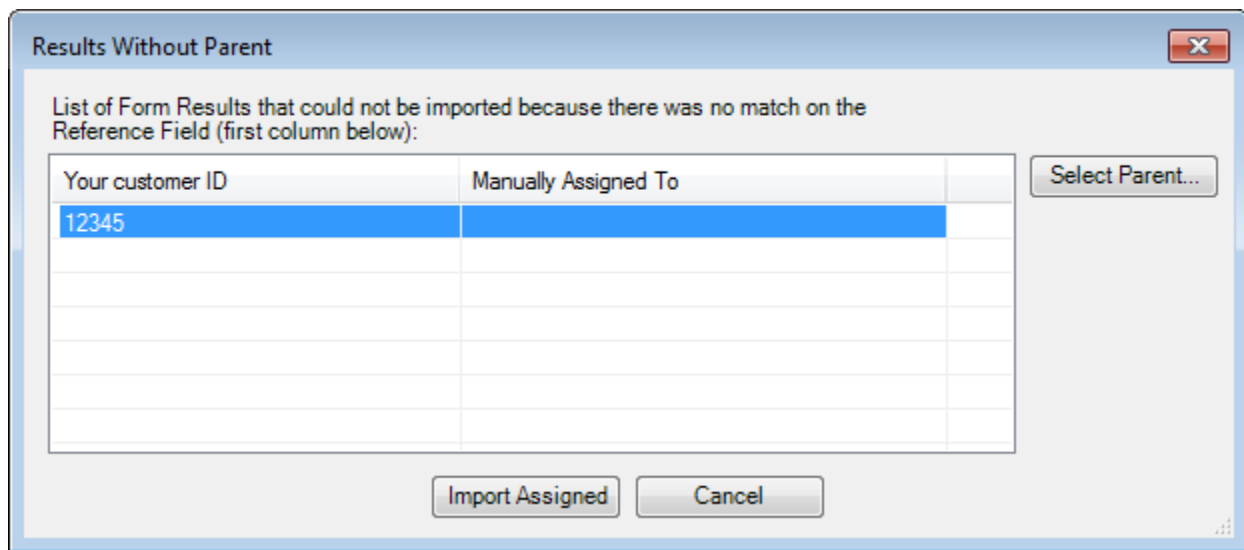 Results Without Parent
List of Form Results that could not be imported because there was no match on the
Reference Field (first column below):
Your customer ID Manually Assigned To
Select Parent...
12345
Import Assigned Cancel